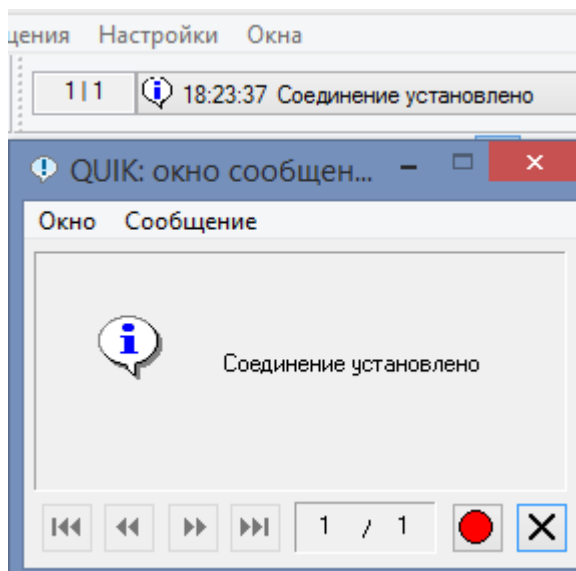 щения Настройки Окна
1|1 18:23:37 Соединение установлено
QUIK: окно сообщен...
Окно Сообщение
Соединение установлено
1 / 1